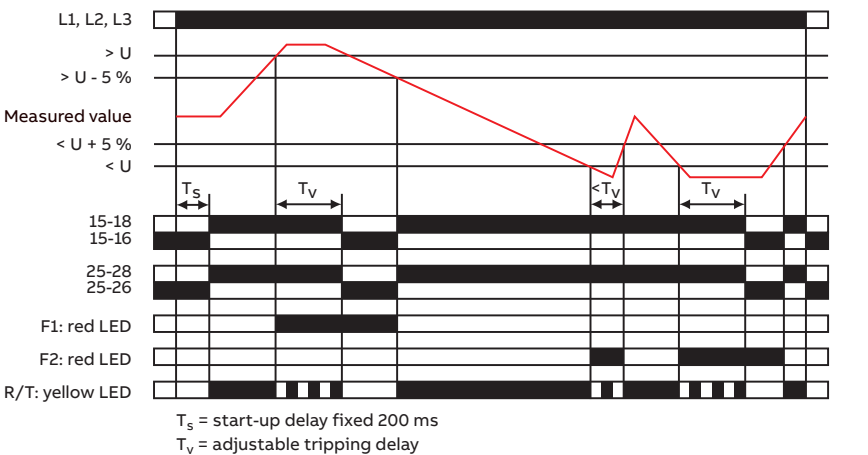 L1, L2, L3
> U
> U - 5 %
Measured value
< U + 5 %
< U
TS
TV
<TV
TV
15-18
15-16
25-28
25-26
F1: red LED
F2: red LED
R/T: yellow LED
TS = start-up delay fixed 200 ms
TV = adjustable tripping delay